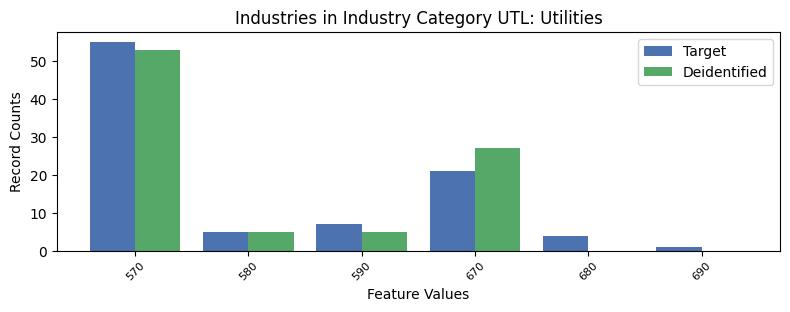 Industries in Industry Category UTL: Utilities
Target
Deidentified
Record Counts
50
40
30
20
10
0
570
580
590
670
680
690
Feature Values